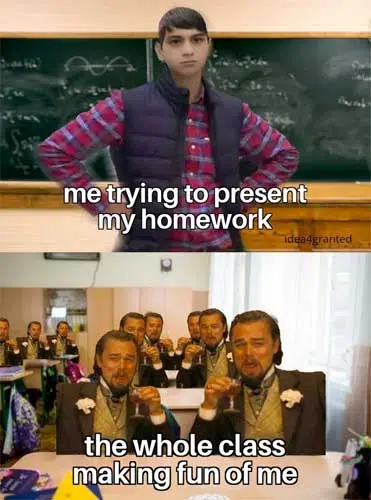 me trying to present
my homework
idea4granted
the whole class
making fun of me